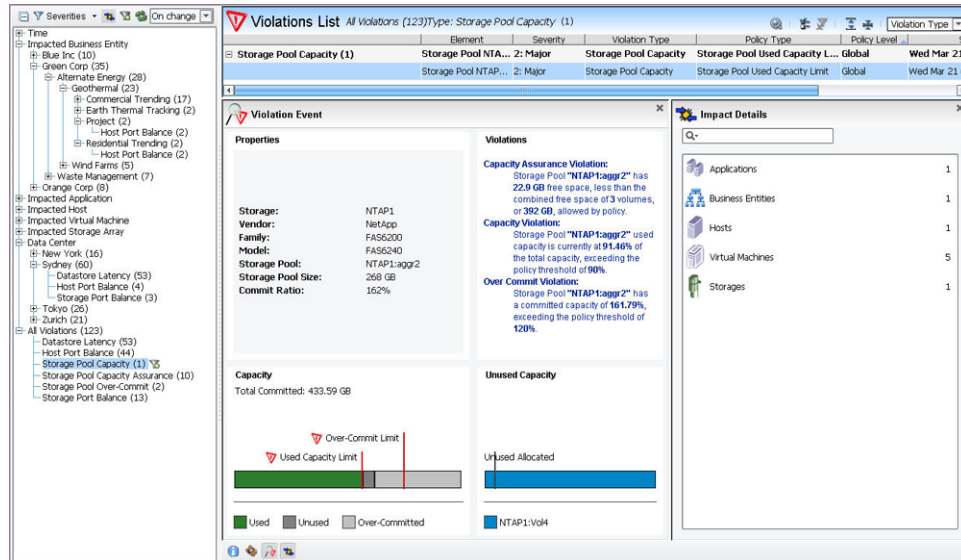 Severities
On change
Time
Impacted Business Entity
Blue Inc (10)
Green Corp (35)
Alternate Energy (28)
Geothermal (23)
Commercial Trending (17)
Earth Thermal Tracking (2)
Project (2)
Host Port Balance (2)
Residential Trending (2)
Host Port Balance (2)
Wind Farms (5)
Waste Management (7)
Orange Corp (8)
Impacted Application
Impacted Host
Impacted Virtual Machine
Impacted Storage Array
Data Center
New York (16)
Sydney (60)
Datastore Latency (53)
Host Port Balance (4)
Storage Port Balance (3)
Tokyo (26)
Zurich (21)
All Violations (123)
Datastore Latency (53)
Host Port Balance (44)
Storage Pool Capacity (1)
Storage Pool Capacity Assurance (10)
Storage Pool Over-Commit (2)
Storage Port Balance (13)
Violations List All Violations (123)Type: Storage Pool Capacity (1)
Violation Type
Element Severity Violation Type Policy Type Policy Level
Storage Pool Capacity (1) Storage Pool NTA... 2: Major Storage Pool Capacity Storage Pool Used Capacity L... Global Wed Mar 21
Storage Pool NTAP... 2: Major Storage Pool Capacity Storage Pool Used Capacity Limit Global Wed Mar 21
Violation Event
Properties
Storage: NTAP1
Vendor: NetApp
Family: FAS6200
Model: FAS6240
Storage Pool: NTAP1:aggr2
Storage Pool Size: 268 GB
Commit Ratio: 162%
Violations
Capacity Assurance Violation:
Storage Pool "NTAP1:aggr2" has
22.9 GB free space, less than the
combined free space of 3 volumes,
or 392 GB, allowed by policy.
Capacity Violation:
Storage Pool "NTAP1:aggr2" used
capacity is currently at 91.46% of
the total capacity, exceeding the
policy threshold of 90%.
Over Commit Violation:
Storage Pool "NTAP1:aggr2" has
a committed capacity of 161.79%,
exceeding the policy threshold of
120%.
Capacity
Total Committed: 433.59 GB
Over-Commit Limit
Used Capacity Limit
Used Unused Over-Committed
Unused Capacity
Unused Allocated
NTAP1:Vol4
Impact Details
Applications 1
Business Entities 1
Hosts 1
Virtual Machines 5
Storages 1